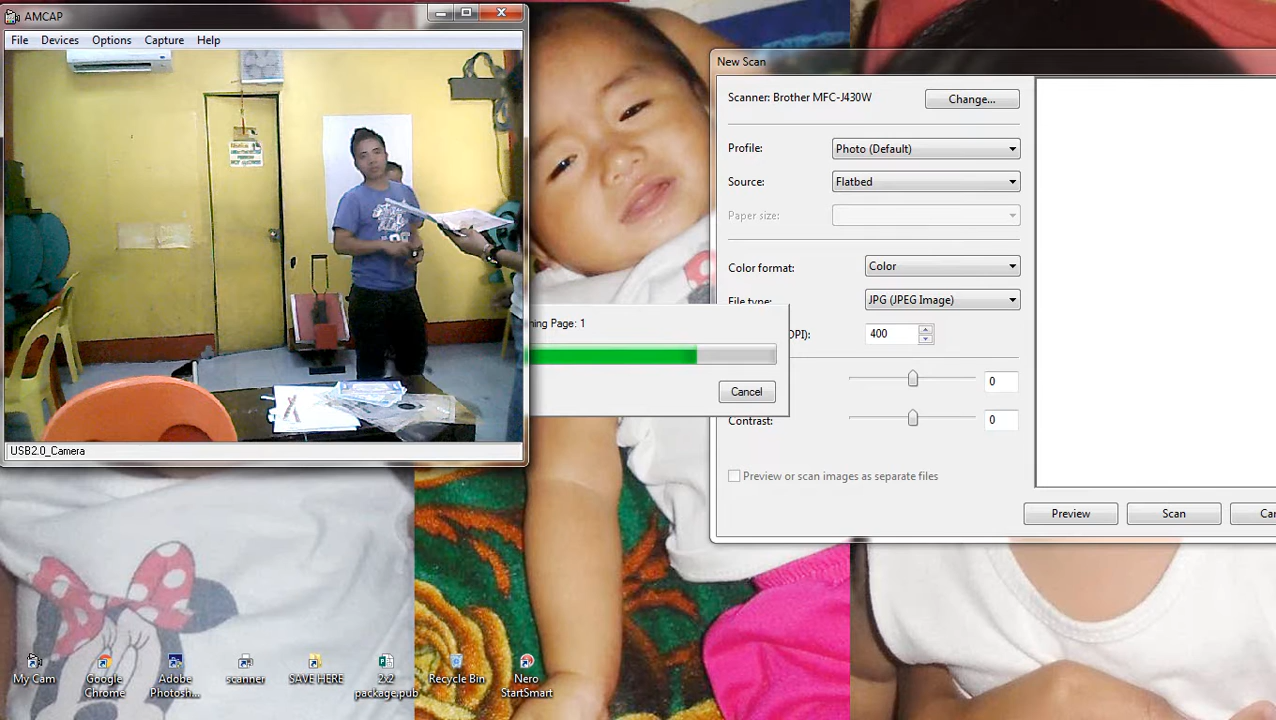 AMCAP
File Devices Options Capture Help
USB2.0_Camera
ning Page: 1
Cancel
New Scan
Scanner: Brother MFC-J430W
Change...
Profile: Photo (Default)
Source: Flatbed
Paper size:
Color format: Color
File type: JPG (JPEG Image)
DPI): 400
0
Contrast: 0
Preview or scan images as separate files
Preview Scan Can
My Cam
Google Chrome
Adobe Photosh...
scanner
SAVE HERE
2x2 package.pub
Recycle Bin
Nero StartSmart